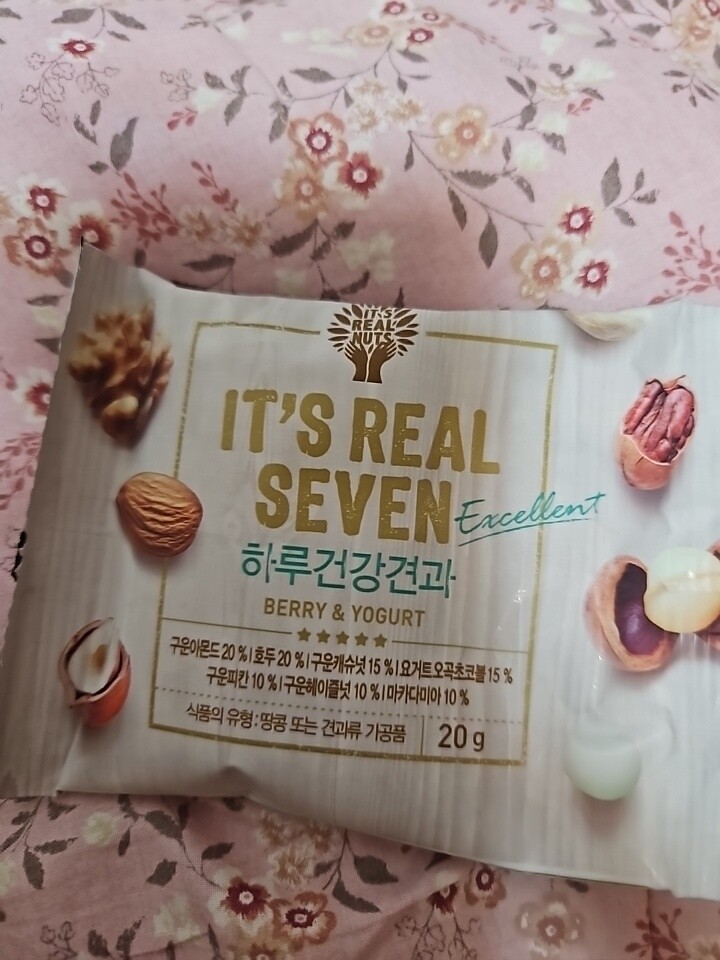 IT'S
REAL
NUTS
IT'S REAL
SEVEN Excellent
하루건강견과
BERRY & YOGURT
구운아몬드 20 % I 호두 20 % I 구운캐슈넛 15 % I 요거트오곡초코볼 15 %
구운피칸 10 % I 구운헤이즐넛 10 % I 마카다미아 10 %
식품의 유형 : 땅콩 또는 견과류 가공품 20 g